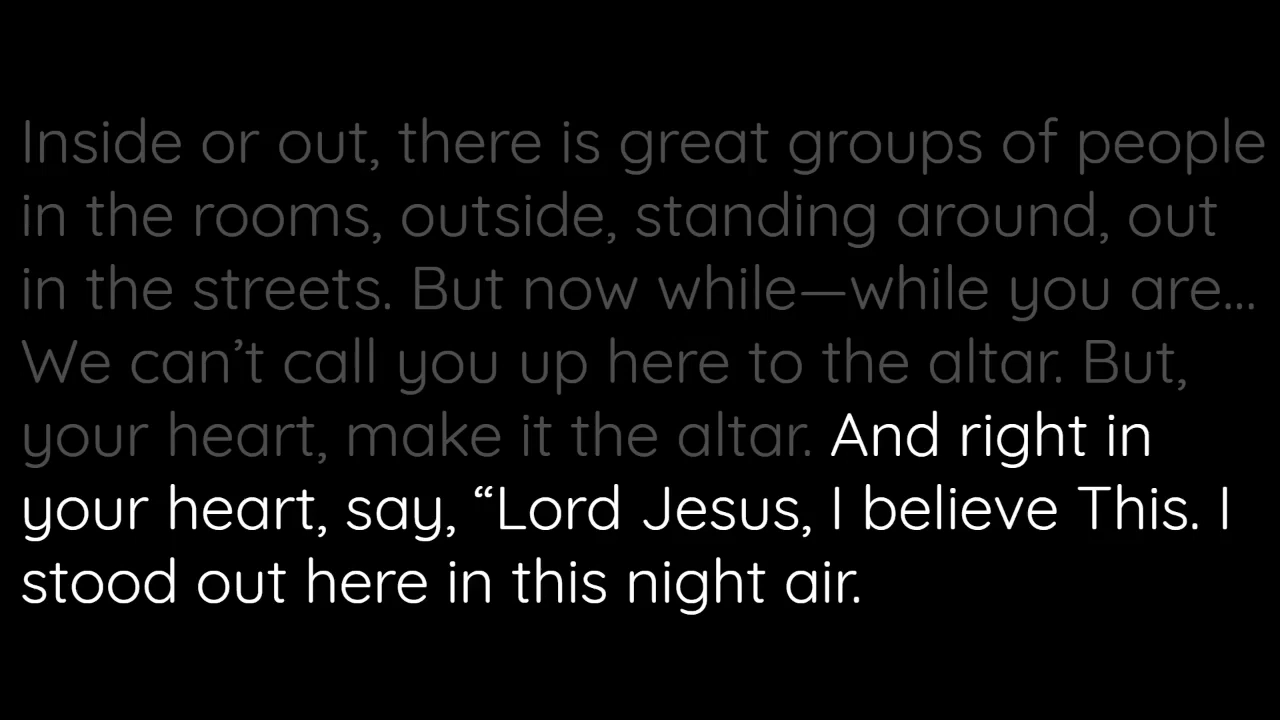 Inside or out, there is great groups of people
in the rooms, outside, standing around, out
in the streets. But now while—while you are...
We can’t call you up here to the altar. But,
your heart, make it the altar. And right in
your heart, say, “Lord Jesus, I believe This. I
stood out here in this night air.